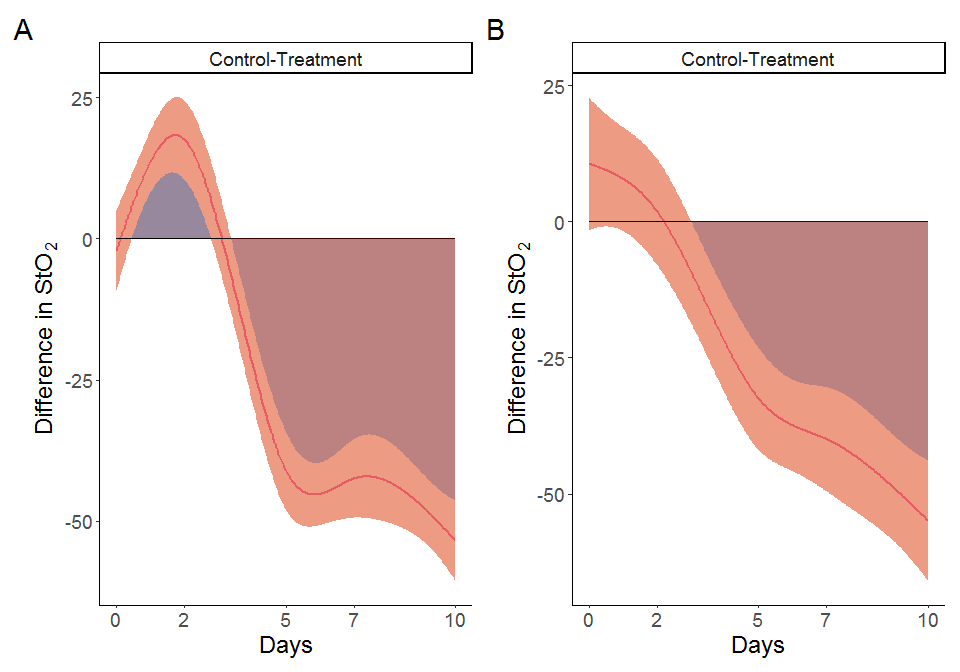 A
Control-Treatment
Difference in StO₂
25
0
-25
-50
0 2 5 7 10
Days
B
Control-Treatment
Difference in StO₂
25
0
-25
-50
0 2 5 7 10
Days